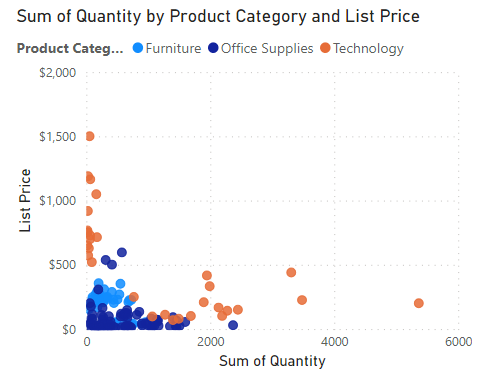 Sum of Quantity by Product Category and List Price
Product Categ... Furniture Office Supplies Technology
$2,000
$1,500
$1,000
$500
$0
List Price
0 2000 4000 6000
Sum of Quantity